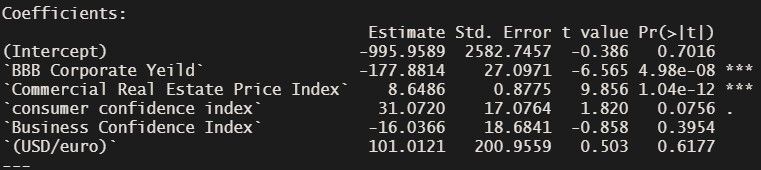 Coefficients:
Estimate Std. Error t value Pr(>|t|)
(Intercept) -995.9589 2582.7457 -0.386 0.7016
`BBB Corporate Yeild` -177.8814 27.0971 -6.565 4.98e-08 ***
`Commercial Real Estate Price Index` 8.6486 0.8775 9.856 1.04e-12 ***
`consumer confidence index` 31.0720 17.0764 1.820 0.0756 .
`Business Confidence Index` -16.0366 18.6841 -0.858 0.3954
`(USD/euro)` 101.0121 200.9559 0.503 0.6177
---